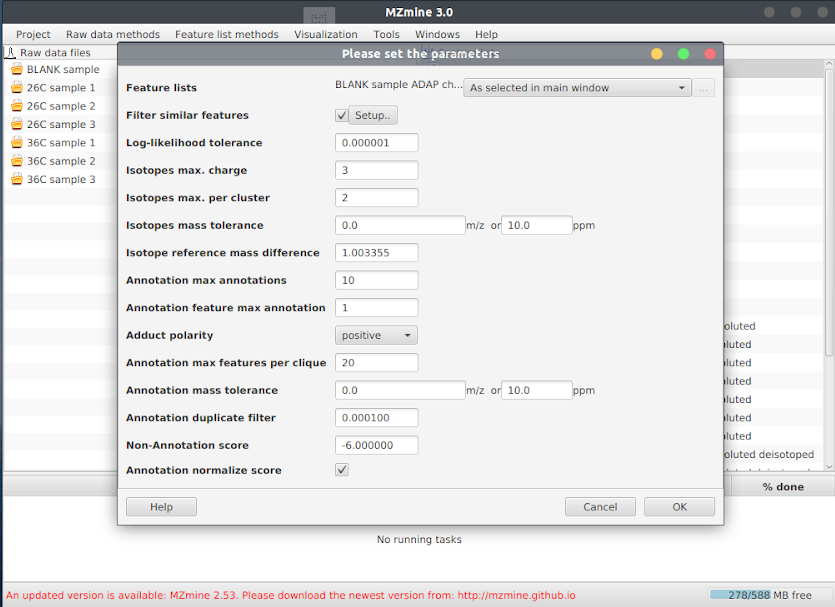 MZmine 3.0
Project Raw data methods Feature list methods Visualization Tools Windows Help
Raw data files
BLANK sample
26C sample 1
26C sample 2
26C sample 3
36C sample 1
36C sample 2
36C sample 3
Please set the parameters
Feature lists BLANK sample ADAP ch... As selected in main window ...
Filter similar features Setup..
Log-likelihood tolerance 0.000001
Isotopes max. charge 3
Isotopes max. per cluster 2
Isotopes mass tolerance 0.0 m/z or 10.0 ppm
Isotope reference mass difference 1.003355
Annotation max annotations 10
Annotation feature max annotation 1
Adduct polarity positive
Annotation max features per clique 20
Annotation mass tolerance 0.0 m/z or 10.0 ppm
Annotation duplicate filter 0.000100
Non-Annotation score -6.000000
Annotation normalize score
Help Cancel OK
oluted
oluted
oluted
oluted
oluted
oluted
oluted
oluted deisotoped
% done
No running tasks
An updated version is available: MZmine 2.53. Please download the newest version from: http://mzmine.github.io
278/588 MB free